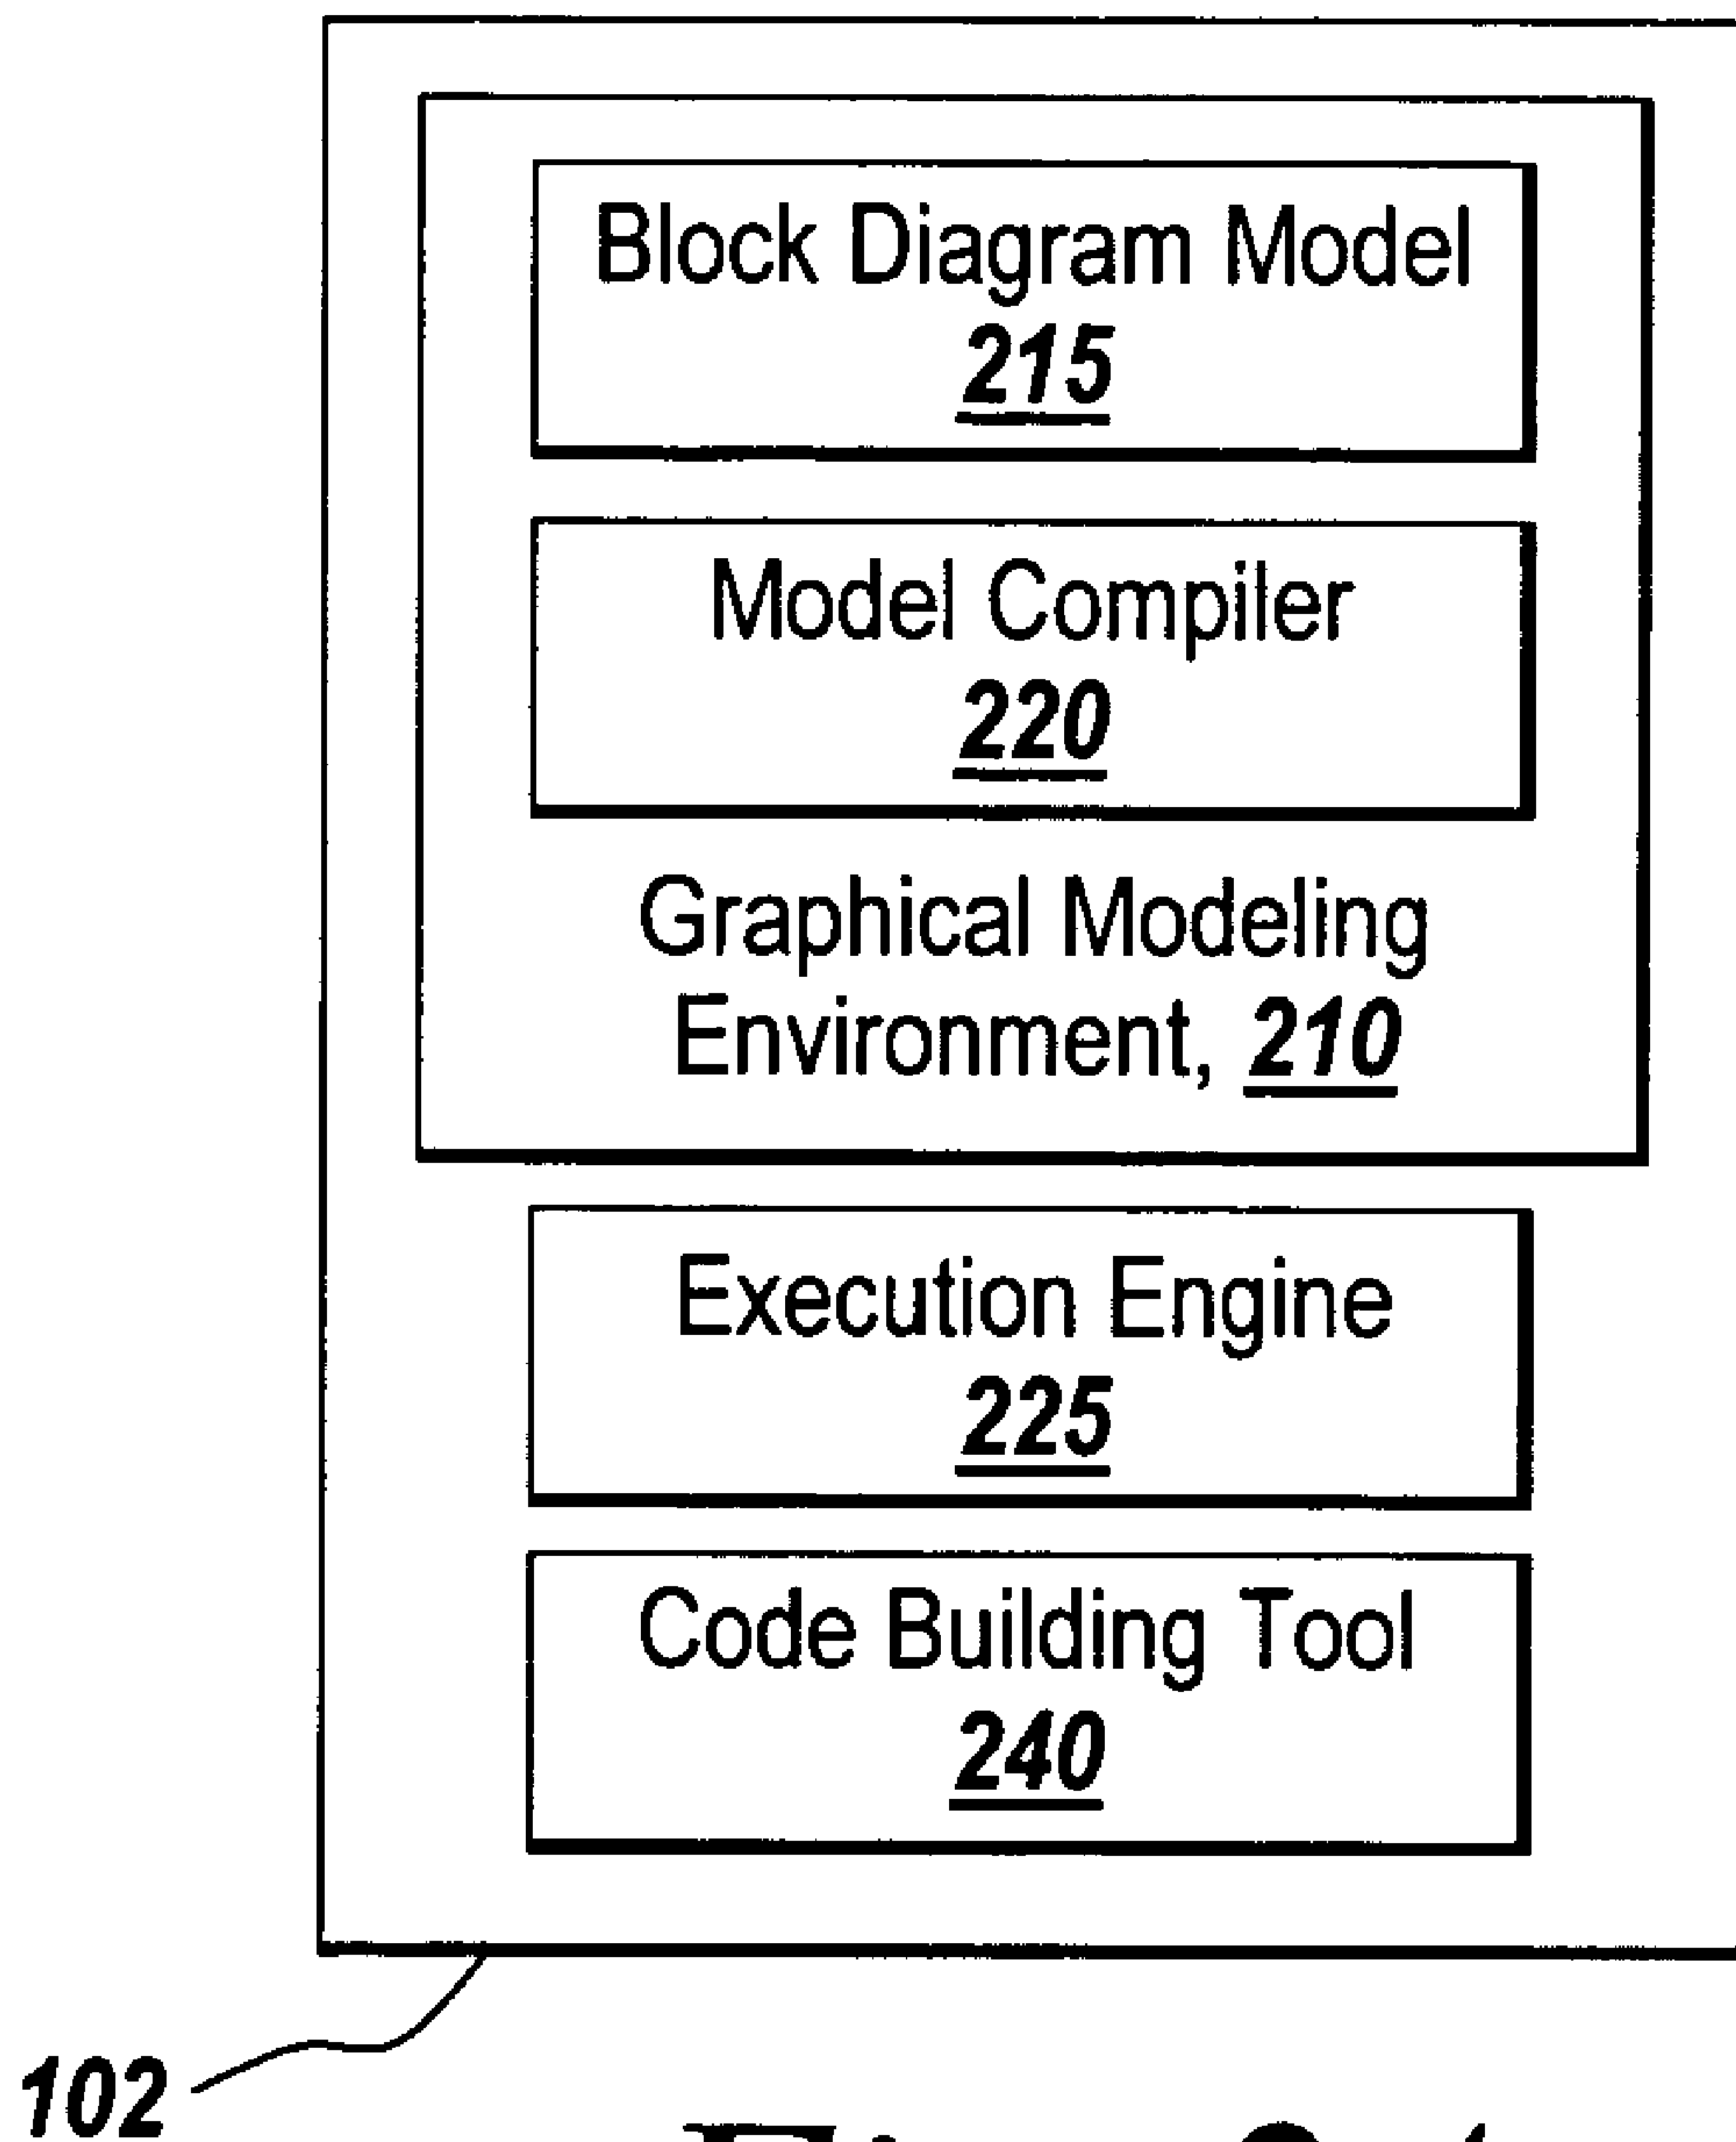 Block Diagram Model
215
Model Compiler
220
Graphical Modeling
Environment, 210
Execution Engine
225
Code Building Tool
240
102